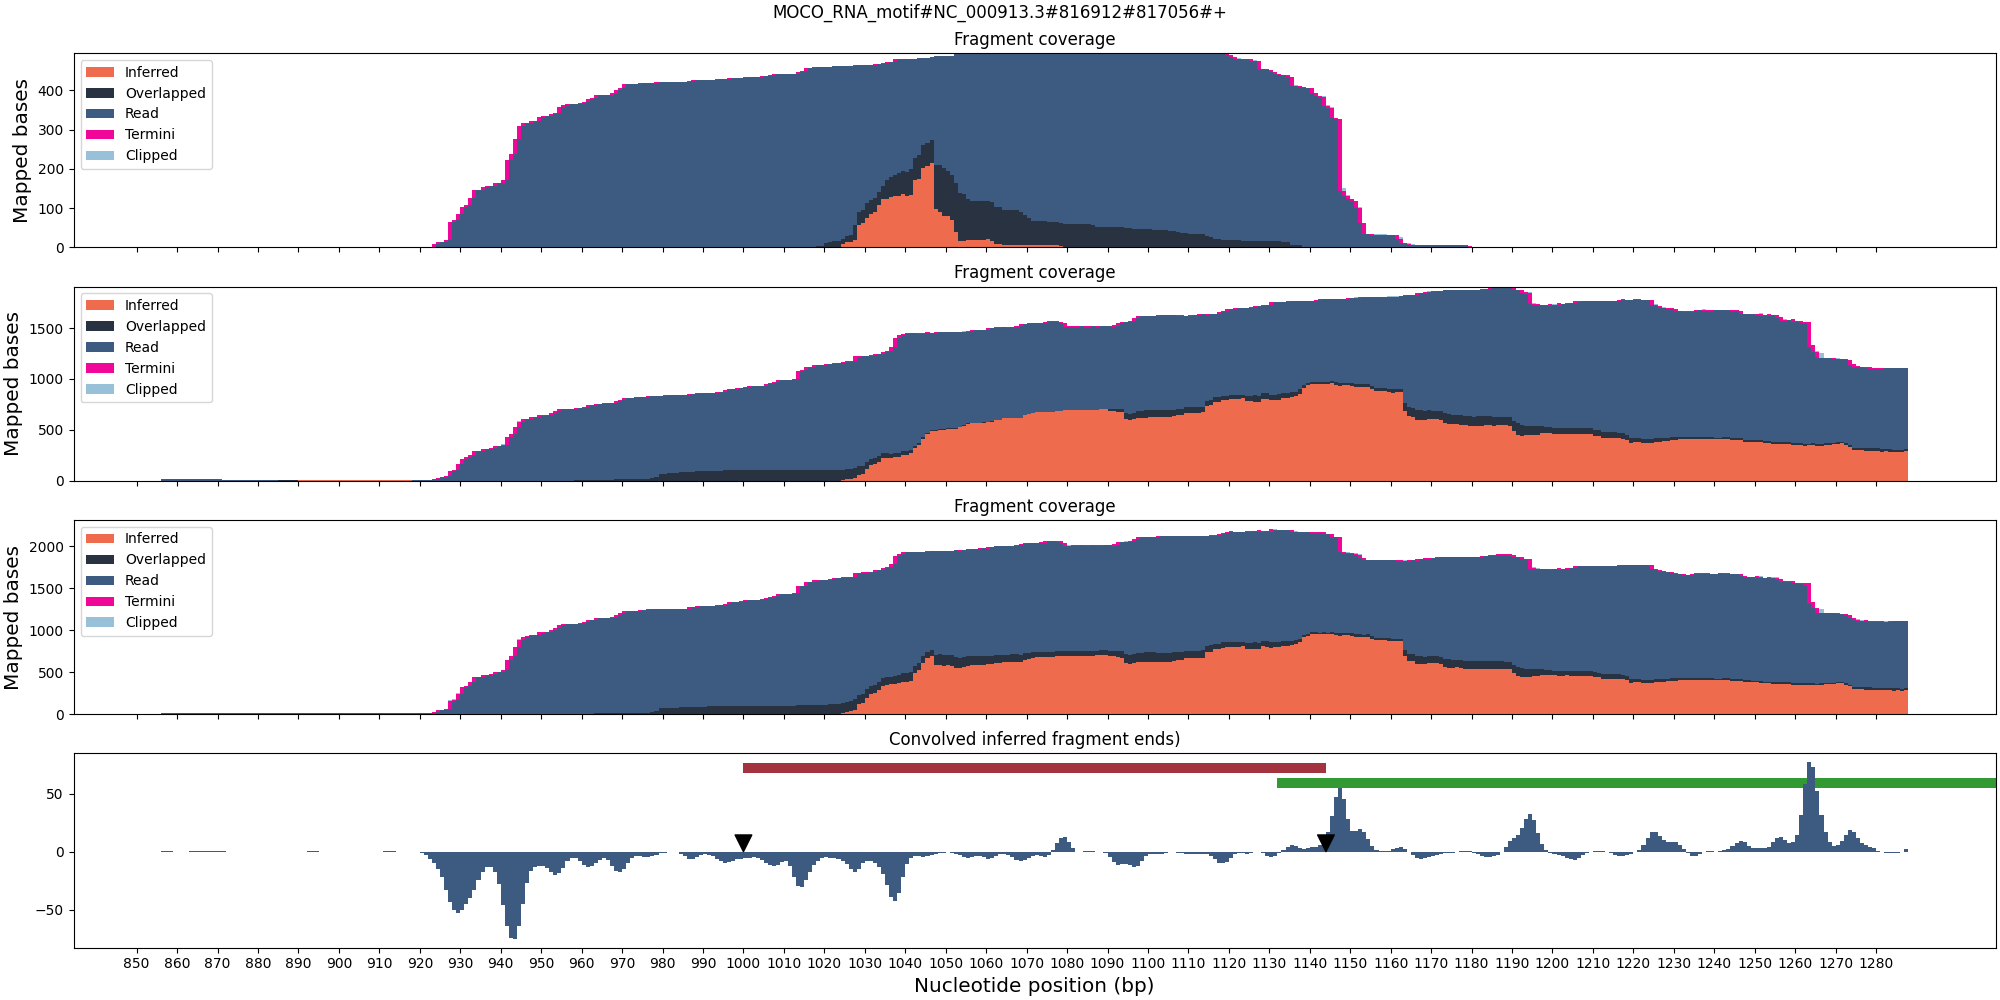 MOCO_RNA_motif#NC_000913.3#816912#817056#+
Fragment coverage
Mapped bases
400
300
200
100
0
Inferred
Overlapped
Read
Termini
Clipped
Fragment coverage
Mapped bases
1500
1000
500
0
Inferred
Overlapped
Read
Termini
Clipped
Fragment coverage
Mapped bases
2000
1500
1000
500
0
Inferred
Overlapped
Read
Termini
Clipped
Convolved inferred fragment ends)
50
0
−50
850 860 870 880 890 900 910 920 930 940 950 960 970 980 990 1000 1010 1020 1030 1040 1050 1060 1070 1080 1090 1100 1110 1120 1130 1140 1150 1160 1170 1180 1190 1200 1210 1220 1230 1240 1250 1260 1270 1280
Nucleotide position (bp)